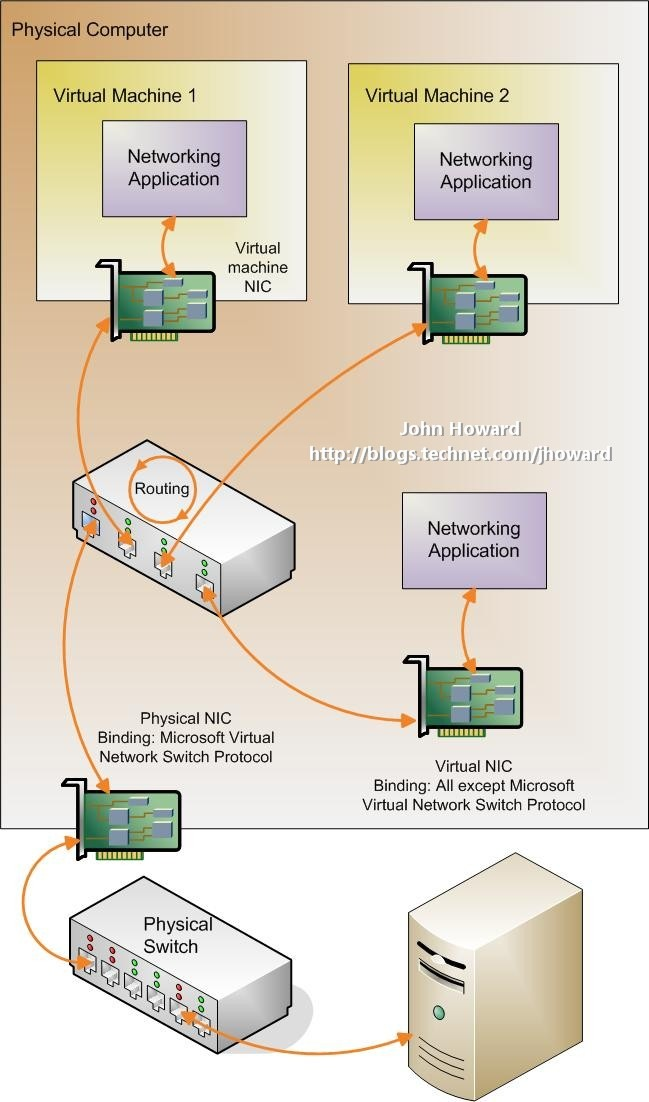 Physical Computer
Virtual Machine 1
Networking
Application
Virtual
machine
NIC
Virtual Machine 2
Networking
Application
John Howard
http://blogs.technet.com/jhoward
Routing
Networking
Application
Physical NIC
Binding: Microsoft Virtual
Network Switch Protocol
Virtual NIC
Binding: All except Microsoft
Virtual Network Switch Protocol
Physical
Switch